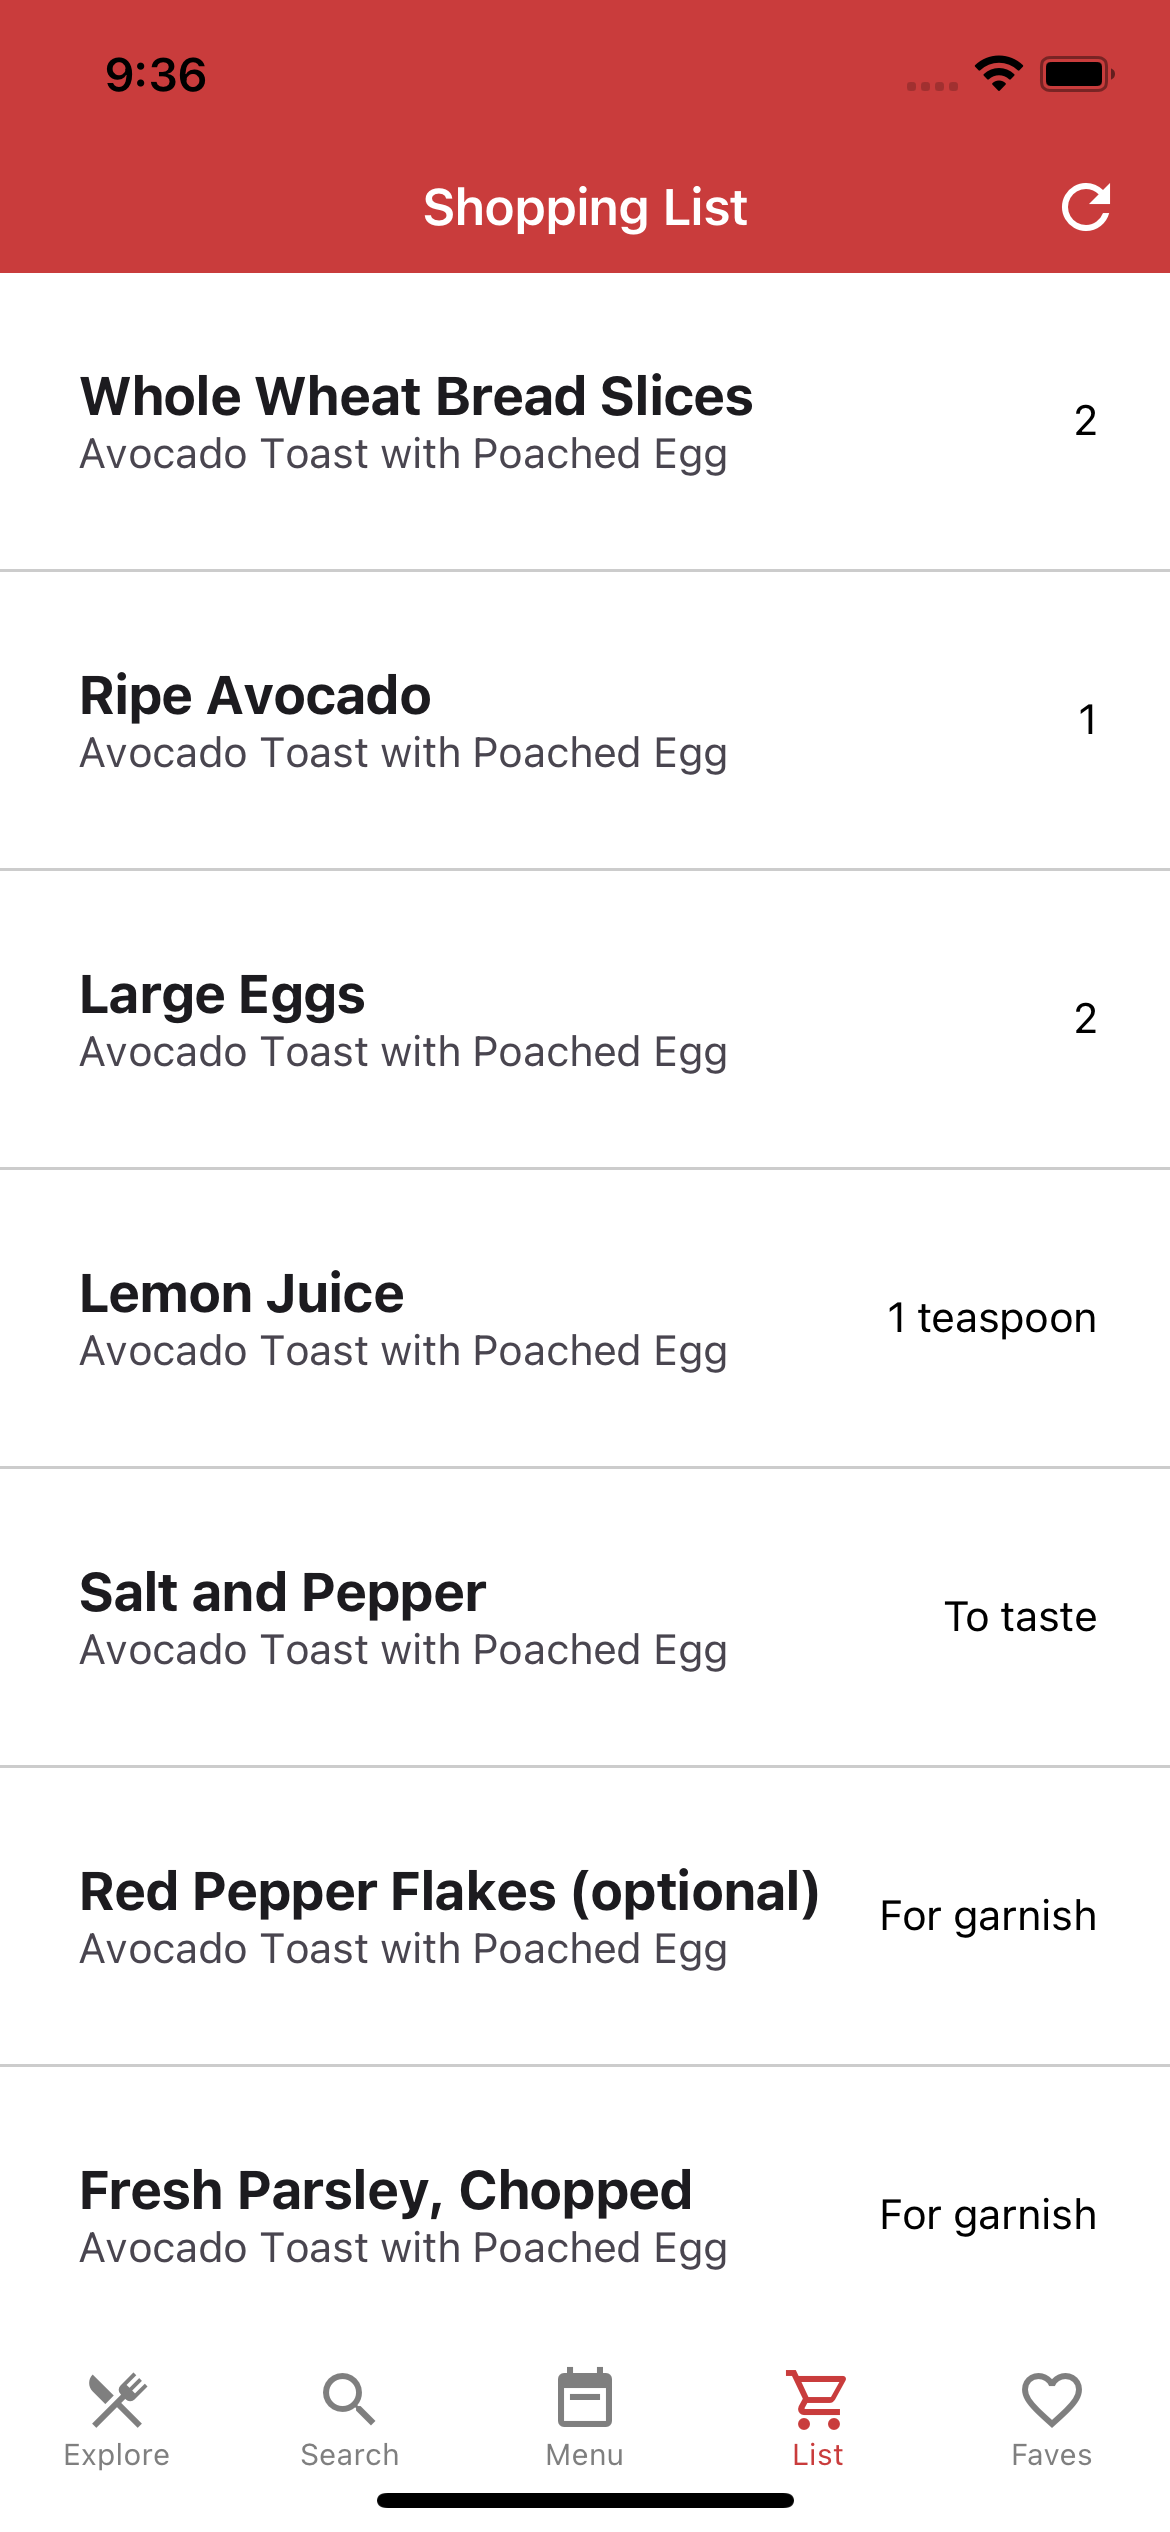 9:36
Shopping List
Whole Wheat Bread Slices
Avocado Toast with Poached Egg
2
Ripe Avocado
Avocado Toast with Poached Egg
1
Large Eggs
Avocado Toast with Poached Egg
2
Lemon Juice
Avocado Toast with Poached Egg
1 teaspoon
Salt and Pepper
Avocado Toast with Poached Egg
To taste
Red Pepper Flakes (optional)
Avocado Toast with Poached Egg
For garnish
Fresh Parsley, Chopped
Avocado Toast with Poached Egg
For garnish
Explore
Search
Menu
List
Faves